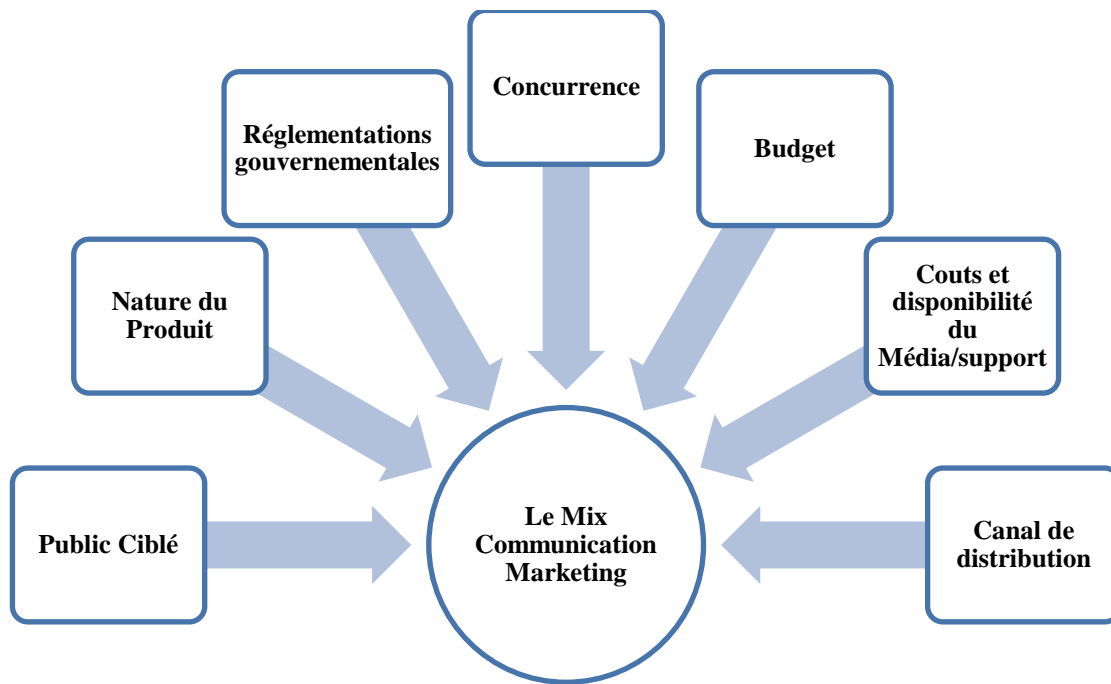 Concurrence
Réglementations
gouvernementales
Budget
Nature du
Produit
Couts et
disponibilité
du
Média/support
Public Ciblé
Le Mix
Communication
Marketing
Canal de
distribution